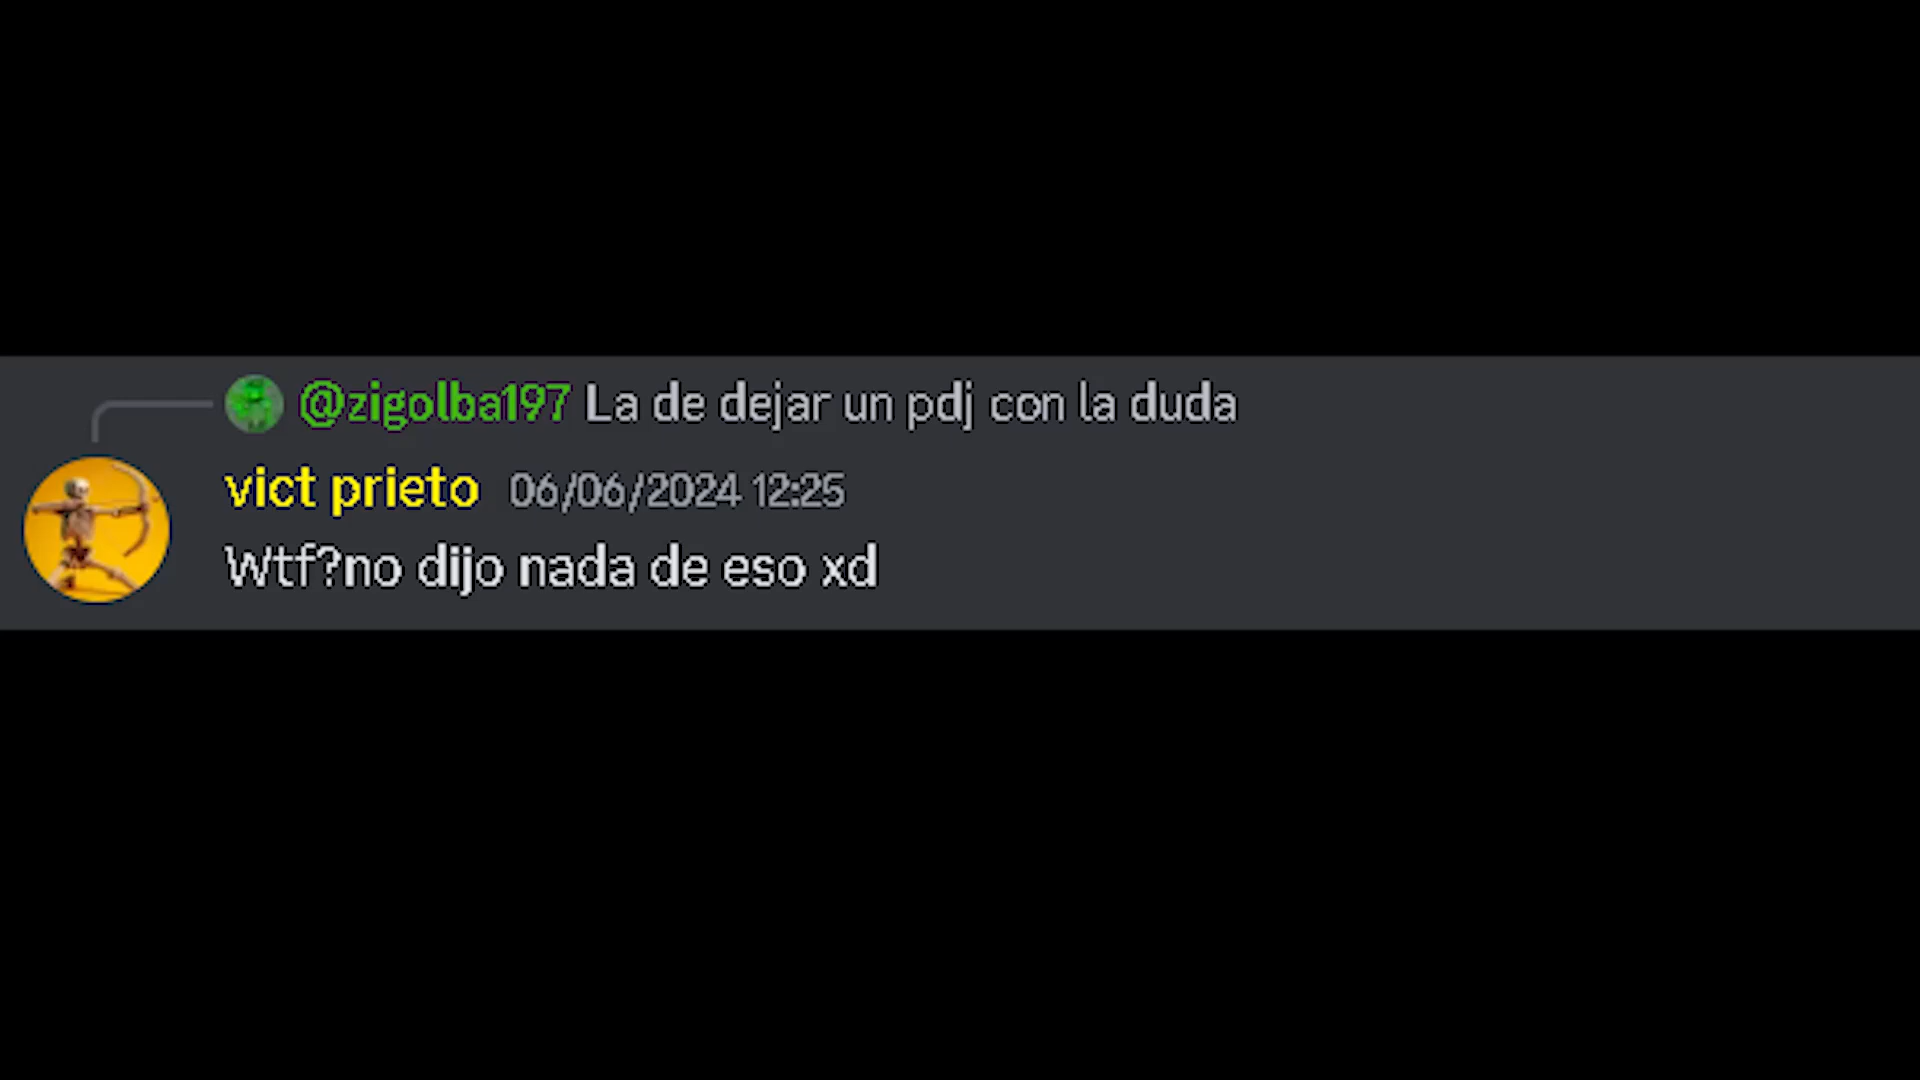 @zigolba197 La de dejar un pdj con la duda
vict prieto 06/06/2024 12:25
Wtf?no dijo nada de eso xd